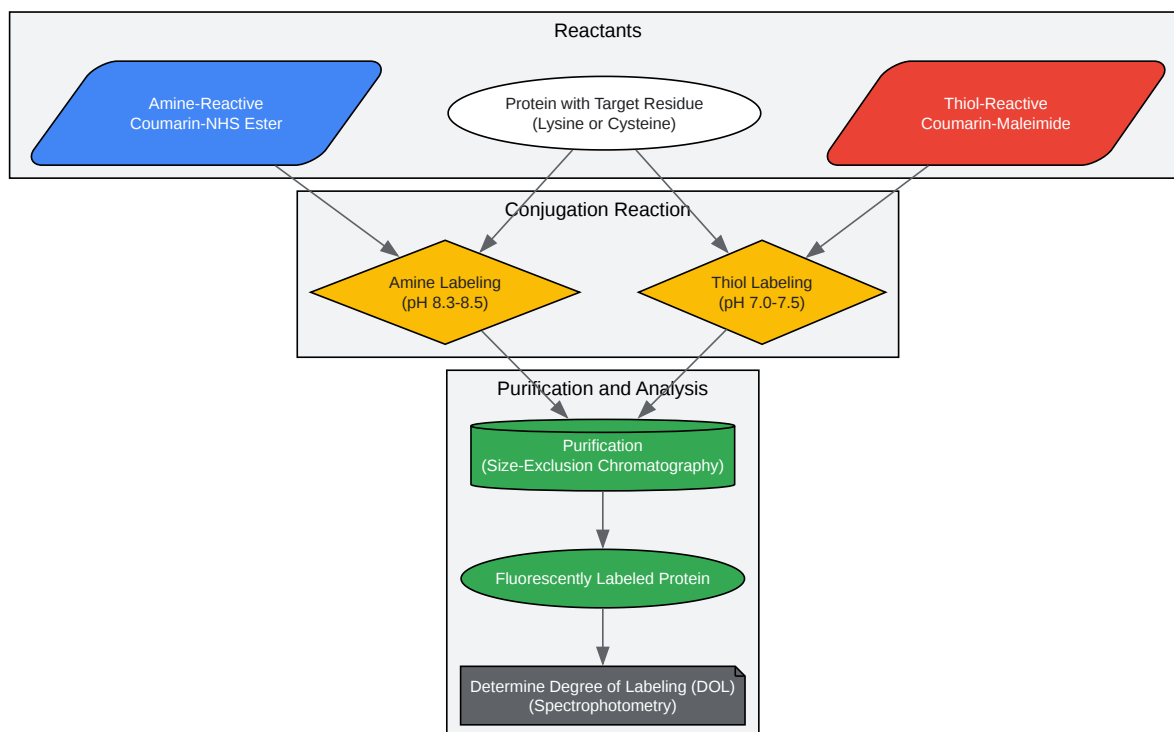 Reactants
Amine-Reactive
Coumarin-NHS Ester
Protein with Target Residue
(Lysine or Cysteine)
Thiol-Reactive
Coumarin-Maleimide
Conjugation Reaction
Amine Labeling
(pH 8.3-8.5)
Thiol Labeling
(pH 7.0-7.5)
Purification and Analysis
Purification
(Size-Exclusion Chromatography)
Fluorescently Labeled Protein
Determine Degree of Labeling (DOL)
(Spectrophotometry)